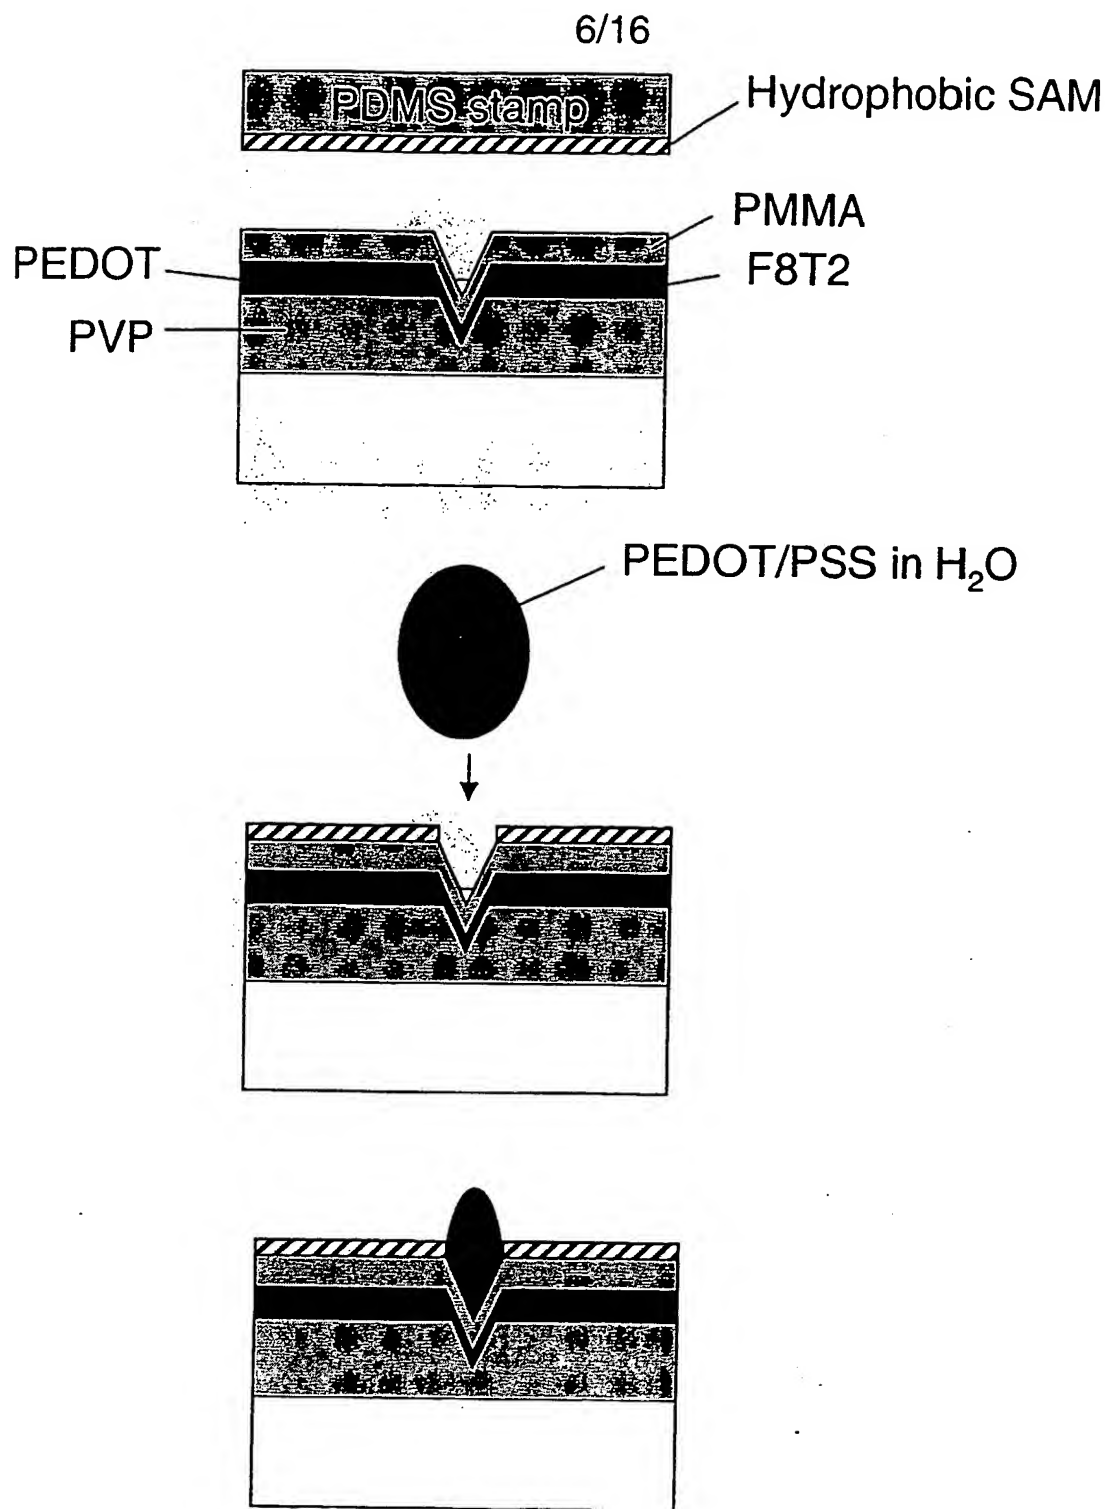 6/16
PDMS stamp
Hydrophobic SAM
PMMA
PEDOT
F8T2
PVP
PEDOT/PSS in H₂O